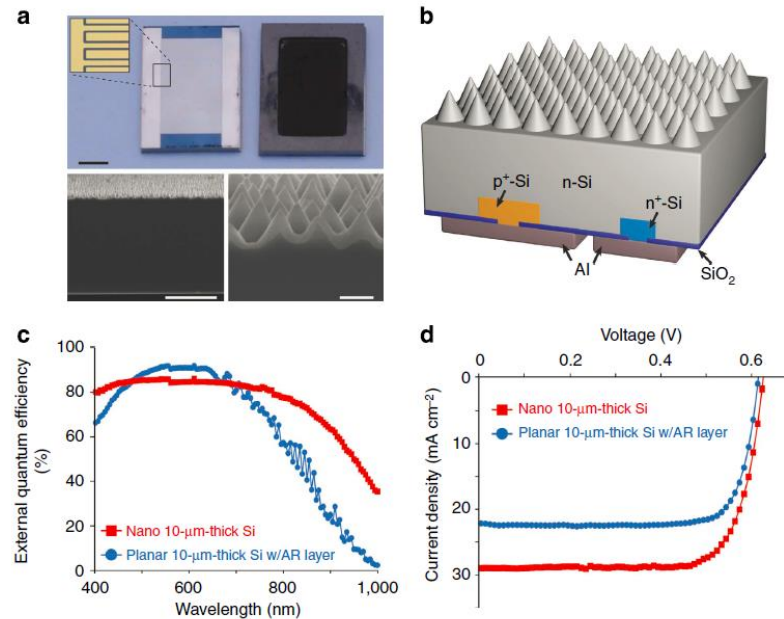 a
b
p⁺-Si
n-Si
n⁺-Si
Al
SiO₂
c
External quantum efficiency
(%)
100
80
60
40
20
0
Nano 10-μm-thick Si
Planar 10-μm-thick Si w/AR layer
400
600
800
1,000
Wavelength (nm)
d
Voltage (V)
0
0.2
0.4
0.6
Current density (mA cm⁻²)
0
10
20
30
Nano 10-μm-thick Si
Planar 10-μm-thick Si w/AR layer